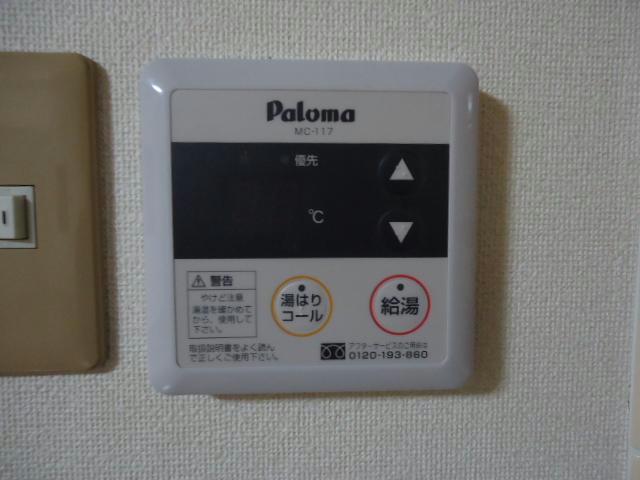 Paloma
MC-117
優先
℃
警告
やけど注意
湯温を確かめて
から、使用して
下さい。
湯はり
コール
給湯
取扱説明書をよく読ん
で正しくご使用下さい。
アフターサービスのご用命は
0120-193-860